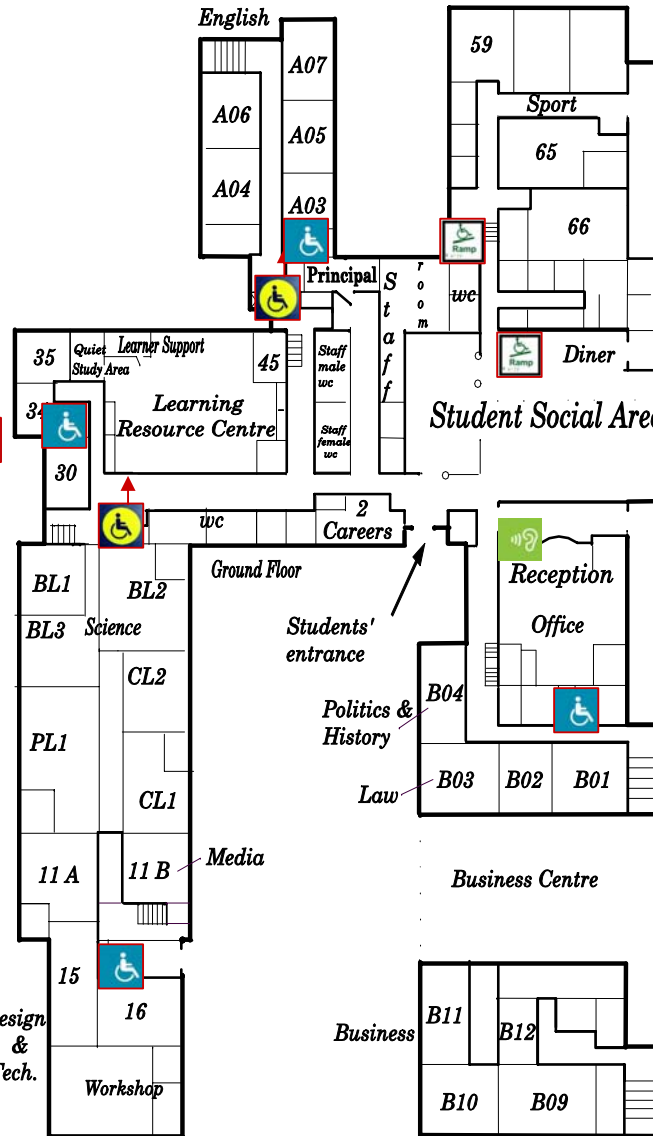 English
A07
A06
A05
A04
A03
59
Sport
65
66
Ramp
Principal
Staff
room
wc
Ramp
Diner
35
Quiet
Study Area
Learner Support
45
Staff
male
wc
34
Learning
Resource Centre
Staff
female
wc
Student Social Are
30
wc
2
Careers
Ground Floor
Students'
entrance
Reception
Office
BL1
BL2
BL3
Science
CL2
B04
Politics &
History
PL1
CL1
Law
B03
B02
B01
11 A
11 B
Media
Business Centre
15
16
esign
&
Tech.
Workshop
Business
B11
B12
B10
B09